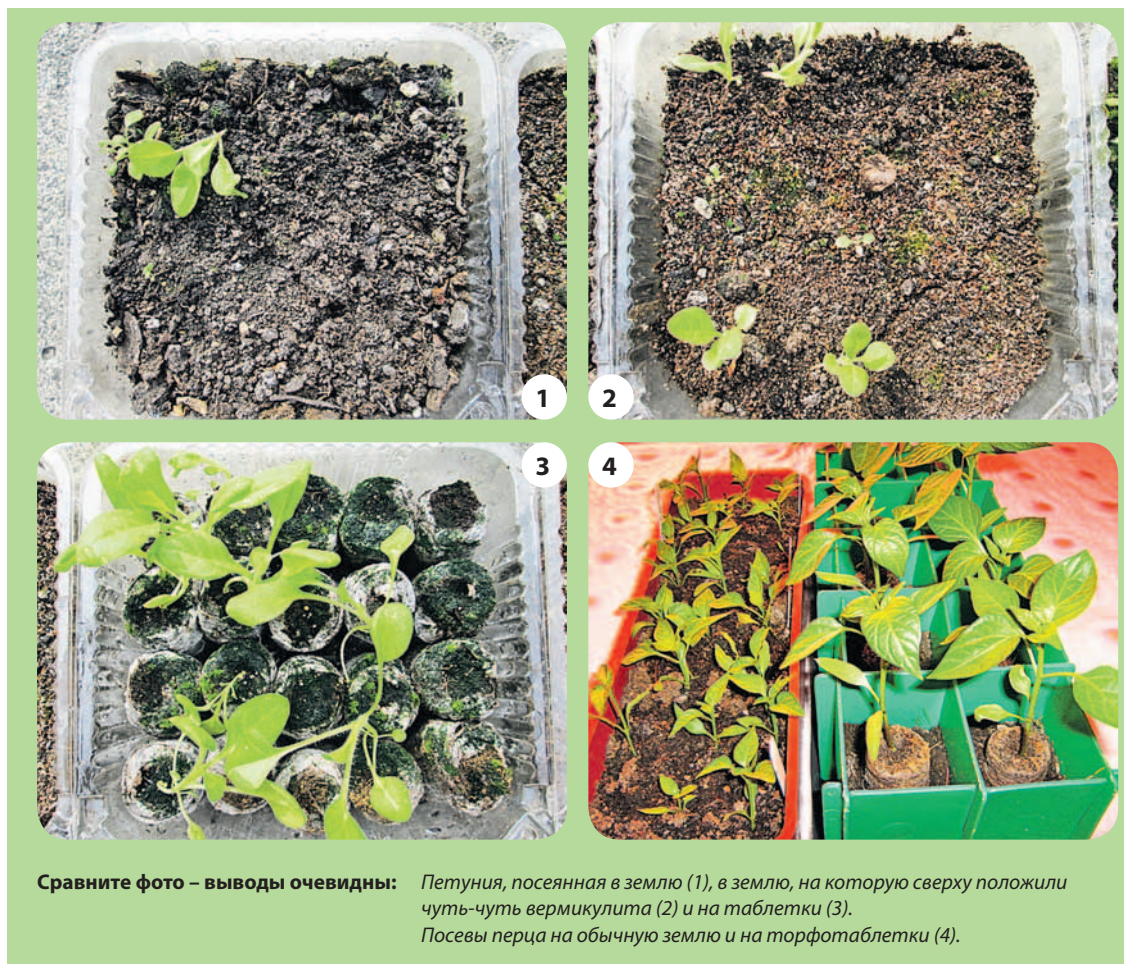 1
2
3
4
Сравните фото – выводы очевидны:
Петуния, посеянная в землю (1), в землю, на которую сверху положили
чуть-чуть вермикулита (2) и на таблетки (3).
Посевы перца на обычную землю и на торфотаблетки (4).